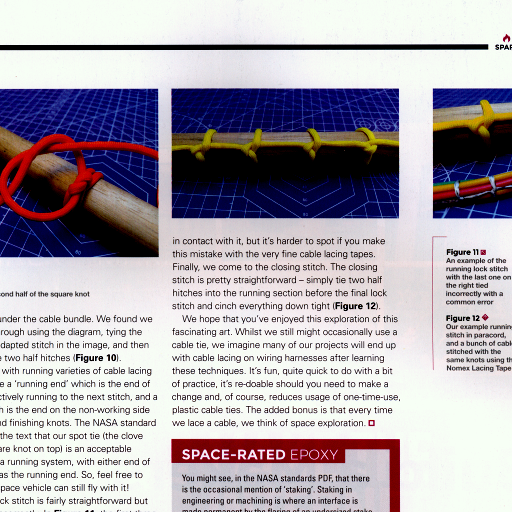 SPAR
ond half of the square knot
under the cable bundle. We found we
rough using the diagram, tying the
dapted stitch in the image, and then
e two half hitches (Figure 10).
with running varieties of cable lacing
e a ‘running end’ which is the end of
ctively running to the next stitch, and a
h is the end on the non-working side
nd finishing knots. The NASA standard
the text that our spot tie (the clove
are knot on top) is an acceptable
a running system, with either end of
as the running end. So, feel free to
pace vehicle can still fly with it!
ck stitch is fairly straightforward but
in contact with it, but it’s harder to spot if you make
this mistake with the very fine cable lacing tapes.
Finally, we come to the closing stitch. The closing
stitch is pretty straightforward – simply tie two half
hitches into the running section before the final lock
stitch and cinch everything down tight (Figure 12).
We hope that you’ve enjoyed this exploration of this
fascinating art. Whilst we still might occasionally use a
cable tie, we imagine many of our projects will end up
with cable lacing on wiring harnesses after learning
these techniques. It’s fun, quite quick to do with a bit
of practice, it’s re-doable should you need to make a
change and, of course, reduces usage of one-time-use,
plastic cable ties. The added bonus is that every time
we lace a cable, we think of space exploration.
SPACE-RATED EPOXY
You might see, in the NASA standards PDF, that there
is the occasional mention of ‘staking’. Staking in
engineering or machining is where an interface is
made permanent by the flaring of an undersized stake
Figure 11
An example of the
running lock stitch
with the last one on
the right tied
incorrectly with a
common error
Figure 12
Our example running
stitch in paracord,
and a bunch of cable
stitched with the
same knots using th
Nomex Lacing Tape